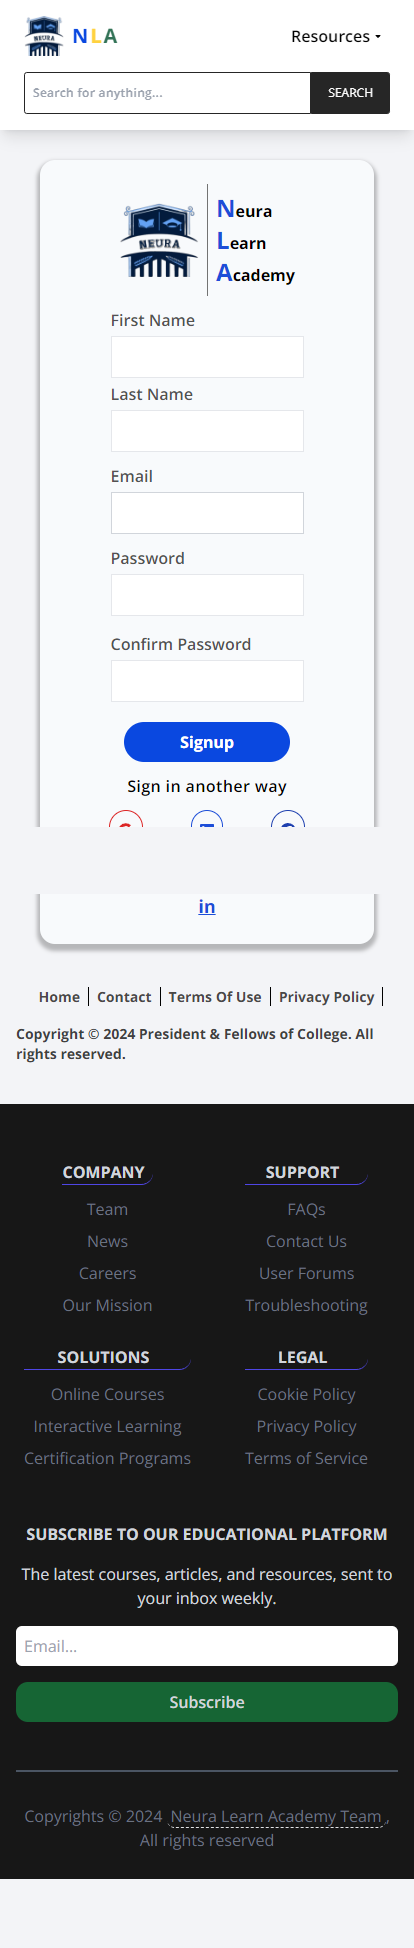 NEURA
NLA
Resources
Search for anything...
SEARCH
NEURA
Neura
Learn
Academy
First Name
Last Name
Email
Password
Confirm Password
Signup
Sign in another way
in
Home
Contact
Terms Of Use
Privacy Policy
Copyright © 2024 President & Fellows of College. All
rights reserved.
COMPANY
Team
News
Careers
Our Mission
SUPPORT
FAQs
Contact Us
User Forums
Troubleshooting
SOLUTIONS
Online Courses
Interactive Learning
Certification Programs
LEGAL
Cookie Policy
Privacy Policy
Terms of Service
SUBSCRIBE TO OUR EDUCATIONAL PLATFORM
The latest courses, articles, and resources, sent to
your inbox weekly.
Email...
Subscribe
Copyrights © 2024 Neura Learn Academy Team,
All rights reserved